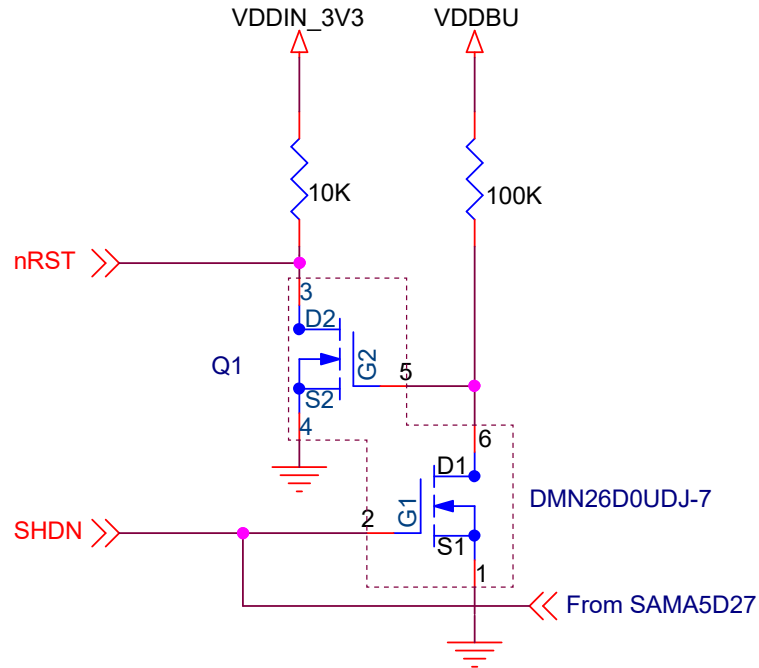 VDDIN_3V3 VDDBU
10K 100K
nRST
3
D2
Q1 G2 5
S2
4 6
D1
G1 DMN26D0UDJ-7
SHDN 2
S1
1
From SAMA5D27